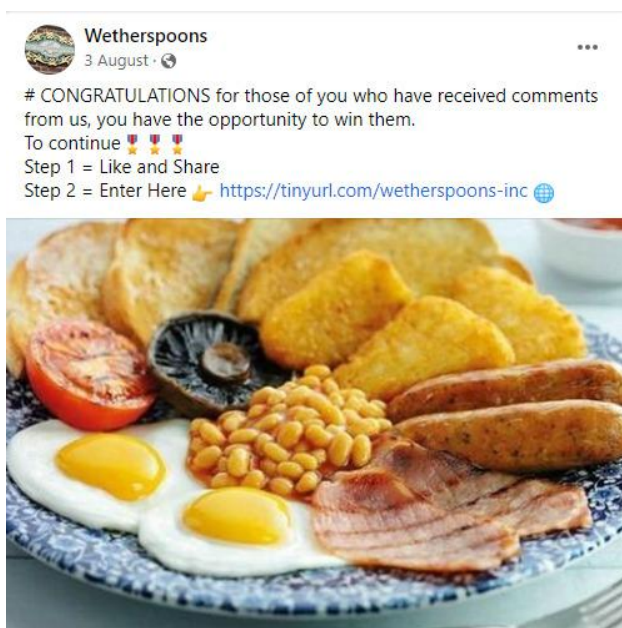 Wetherspoons
3 August ·
# CONGRATULATIONS for those of you who have received comments
from us, you have the opportunity to win them.
To continue🎖️🎖️🎖️
Step 1 = Like and Share
Step 2 = Enter Here 👉 https://tinyurl.com/wetherspoons-inc 🌐